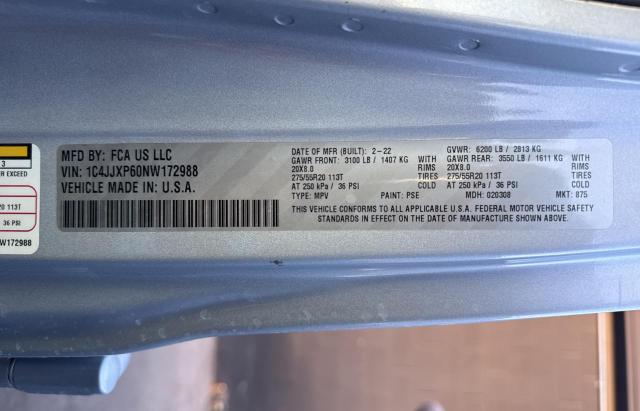 MFD BY: FCA US LLC
VIN: 1C4JJXP60NW172988
VEHICLE MADE IN U.S.A.
DATE OF MFR (BUILT): 2-22
GAWR FRONT: 3100 LB / 1407 KG
WITH
20X8.0
RIMS
275/55R20 113T
TIRES
AT 250 kPa / 36 PSI
COLD
TYPE: MPV
PAINT: PSE
GVWR: 6200 LB / 2813 KG
GAWR REAR: 3550 LB / 1611 KG
WITH
20X8.0
RIMS
275/55R20 113T
TIRES
AT 250 kPa / 36 PSI
COLD
MDH: 020308
MKT: 875
THIS VEHICLE CONFORMS TO ALL APPLICABLE U.S.A. FEDERAL MOTOR VEHICLE SAFETY
STANDARDS IN EFFECT ON THE DATE OF MANUFACTURE SHOWN ABOVE.
3
EXCEED
20 113T
36 PSI
W172988